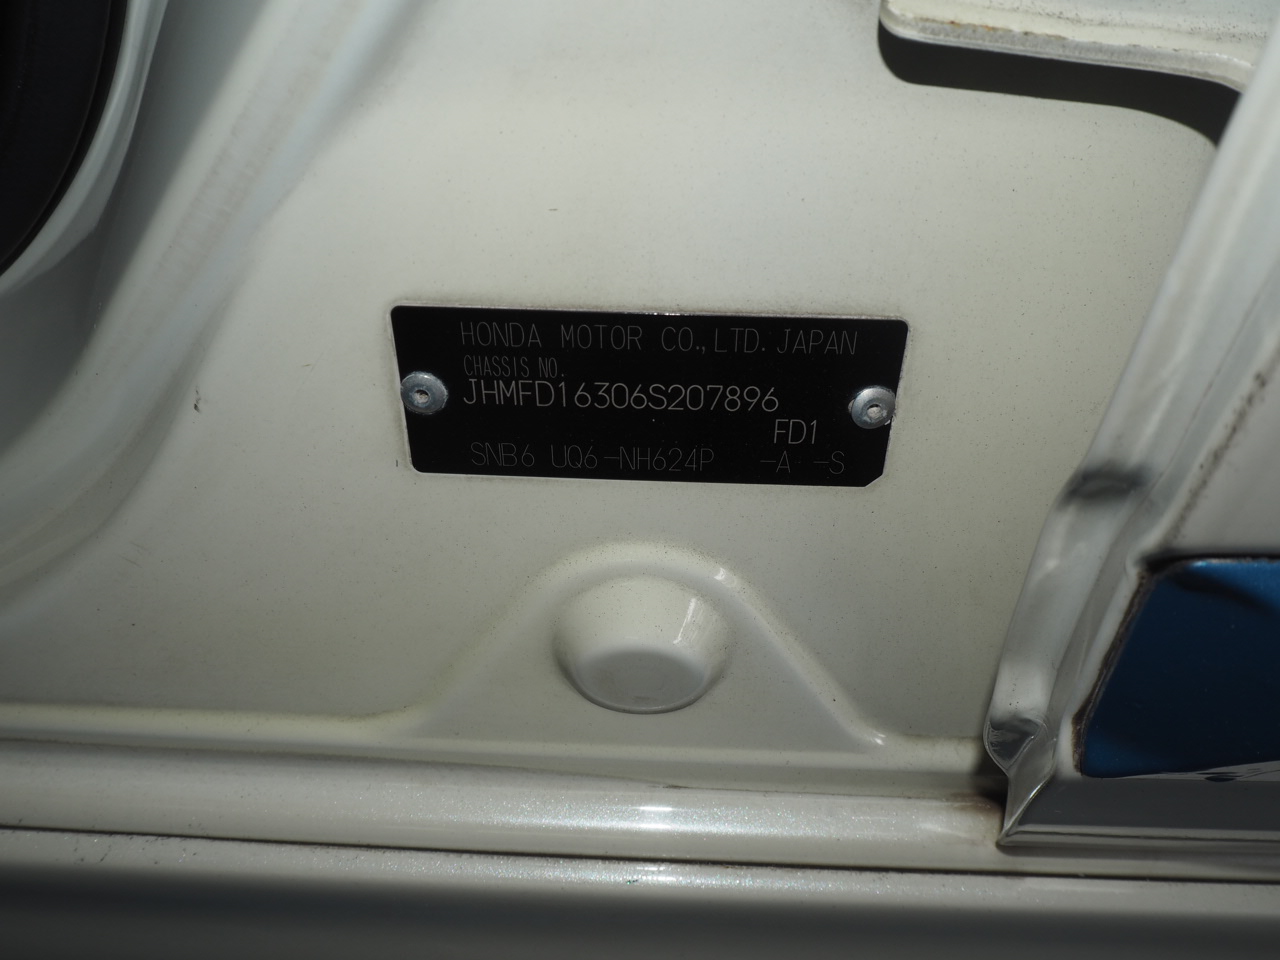 HONDA MOTOR CO.,LTD. JAPAN
CHASSIS NO.
JHMFD16306S207896
FD1
SNB6 UQ6-NH624P -A -S